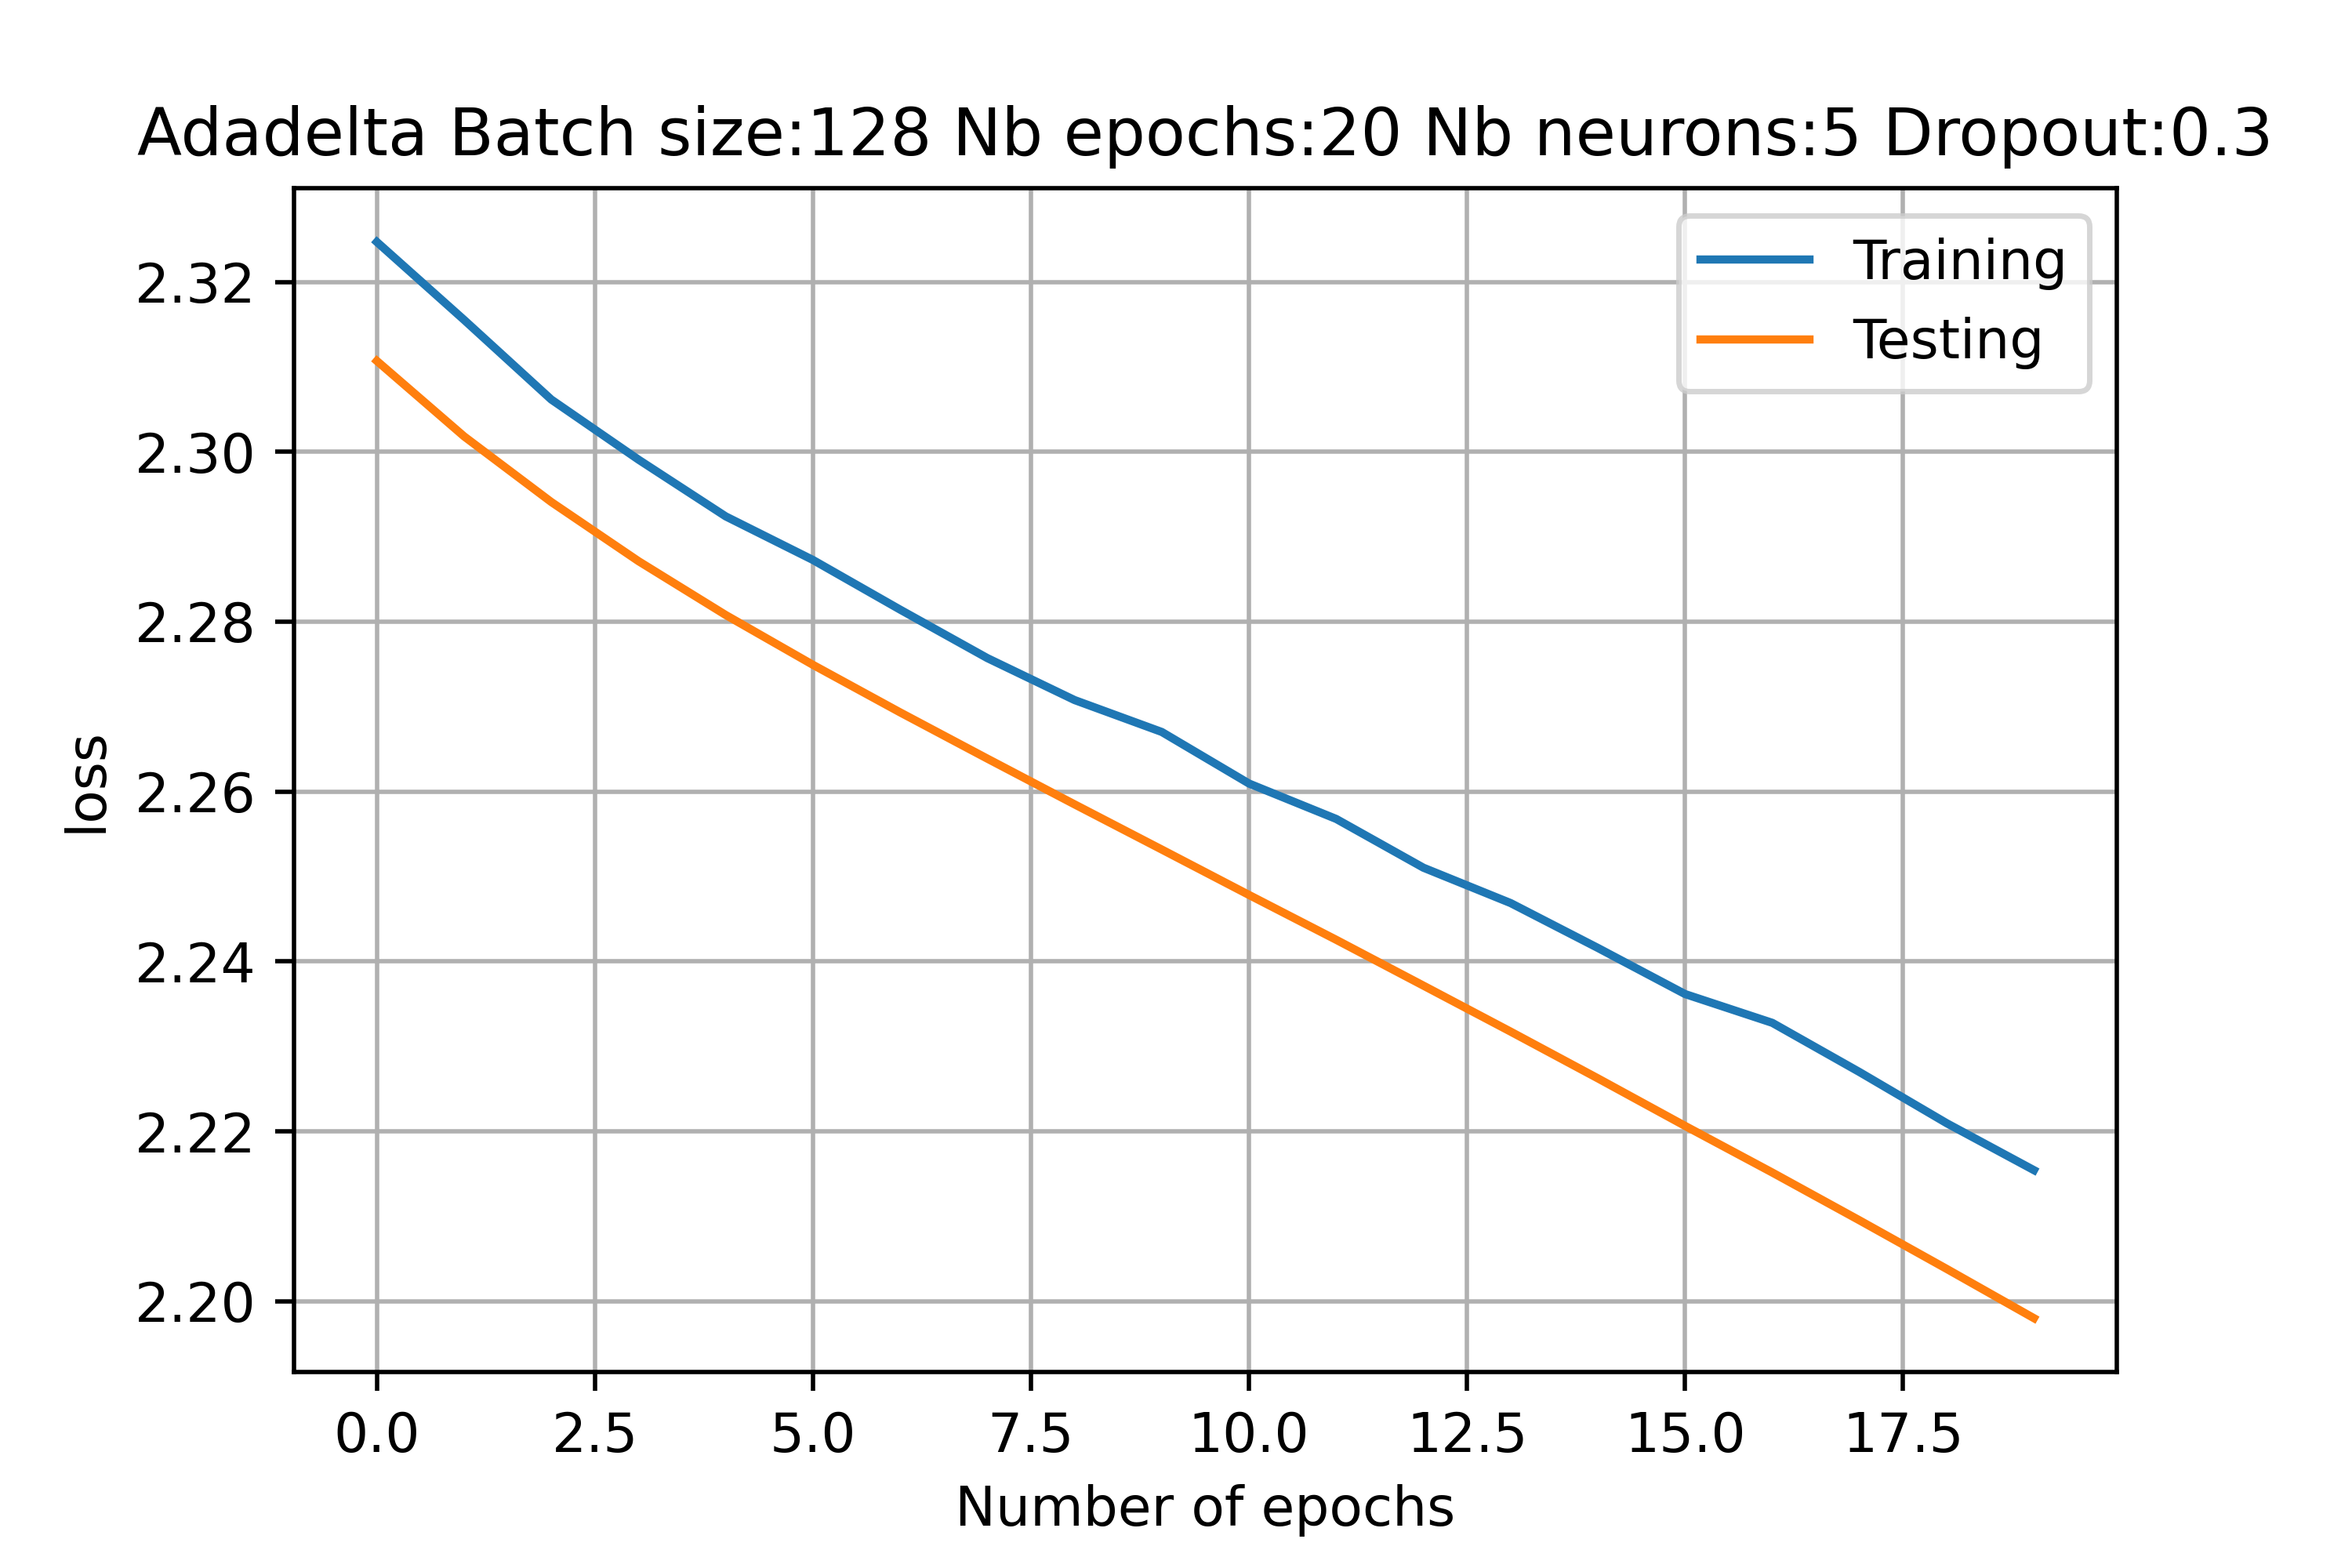 Adadelta Batch size:128 Nb epochs:20 Nb neurons:5 Dropout:0.3
Training
Testing
2.32
2.30
2.28
2.26
2.24
2.22
2.20
loss
0.0 2.5 5.0 7.5 10.0 12.5 15.0 17.5
Number of epochs